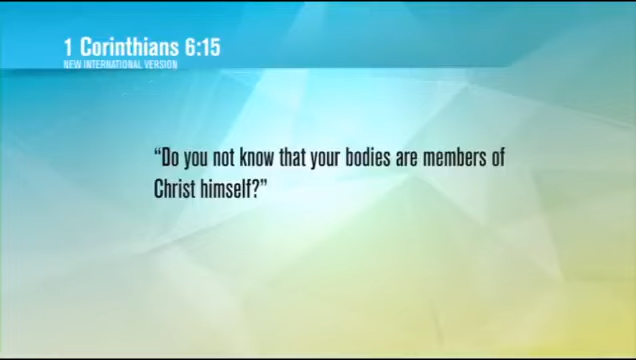 1 Corinthians 6:15
NEW INTERNATIONAL VERSION
“Do you not know that your bodies are members of
Christ himself?”